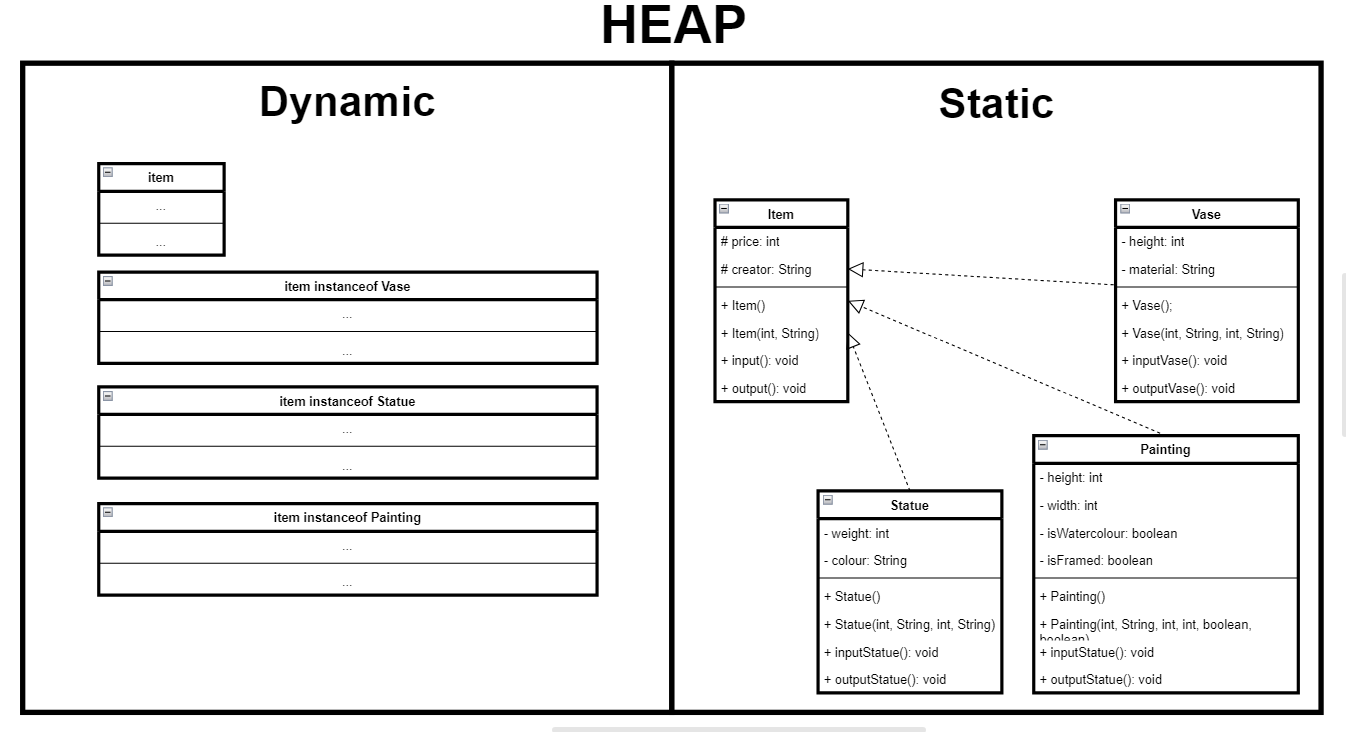 HEAP
Dynamic
item
...
...
item instanceof Vase
...
...
item instanceof Statue
...
...
item instanceof Painting
...
...
Static
Item
# price: int
# creator: String
+ Item()
+ Item(int, String)
+ input(): void
+ output(): void
Vase
- height: int
- material: String
+ Vase();
+ Vase(int, String, int, String)
+ inputVase(): void
+ outputVase(): void
Statue
- weight: int
- colour: String
+ Statue()
+ Statue(int, String, int, String)
+ inputStatue(): void
+ outputStatue(): void
Painting
- height: int
- width: int
- isWatercolour: boolean
- isFramed: boolean
+ Painting()
+ Painting(int, String, int, int, boolean,
boolean)
+ inputStatue(): void
+ outputStatue(): void